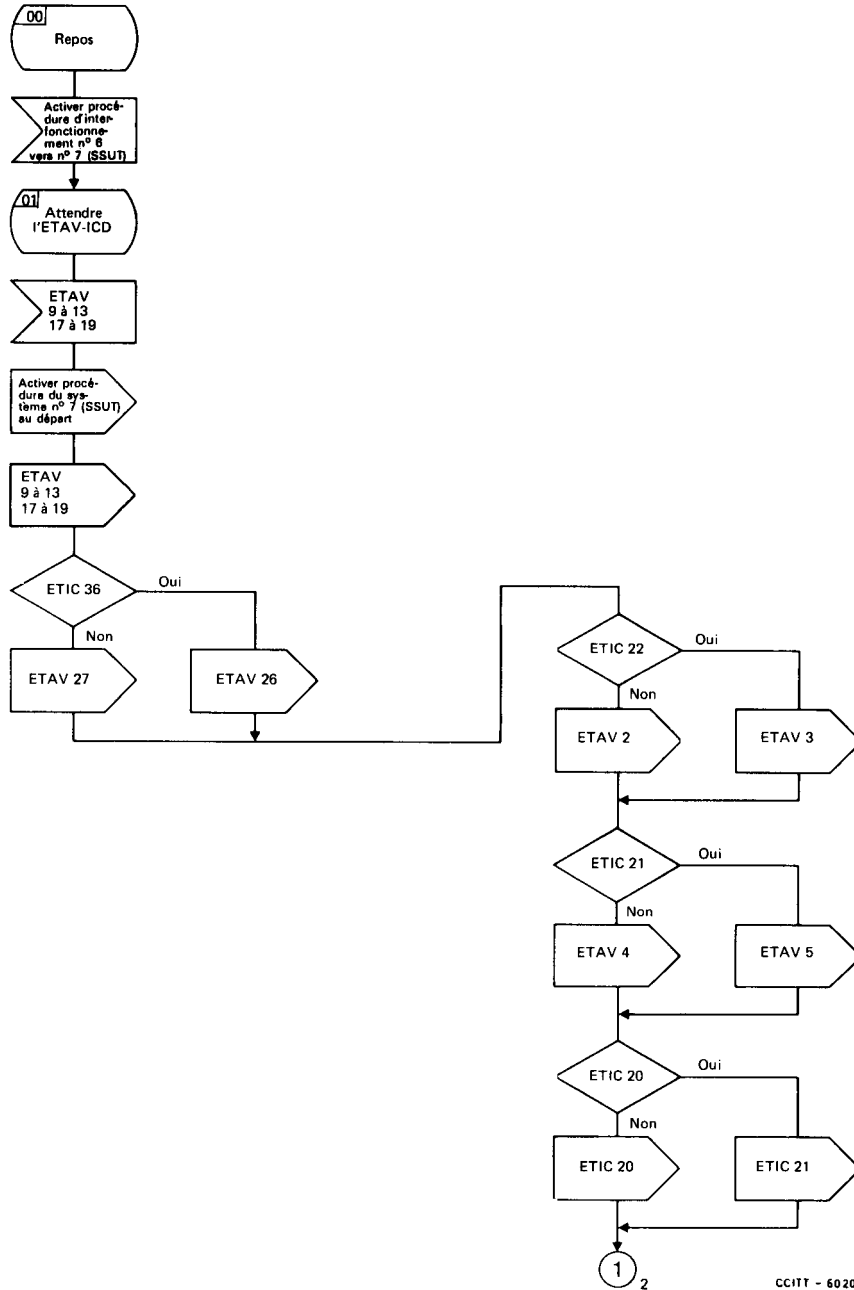 00
Repos
Activer procé-
dure d'inter-
fonctionne-
ment nº 6
vers nº 7 (SSUT)
01
Attendre
l'ETAV-ICD
ETAV
9 à 13
17 à 19
Activer procé-
dure du sys-
tème nº 7 (SSUT)
au départ
ETAV
9 à 13
17 à 19
ETIC 36
Oui
Non
ETAV 27
ETAV 26
ETIC 22
Oui
Non
ETAV 2
ETAV 3
ETIC 21
Oui
Non
ETAV 4
ETAV 5
ETIC 20
Oui
Non
ETIC 20
ETIC 21
1
2
CCITT - 6020